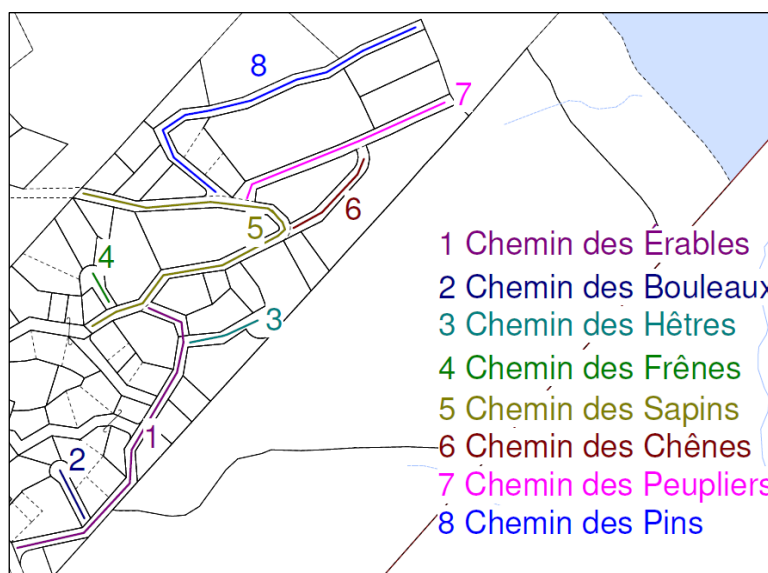 8
7
6
5
4
3
1
2
1 Chemin des Érables
2 Chemin des Bouleaux
3 Chemin des Hêtres
4 Chemin des Frênes
5 Chemin des Sapins
6 Chemin des Chênes
7 Chemin des Peupliers
8 Chemin des Pins